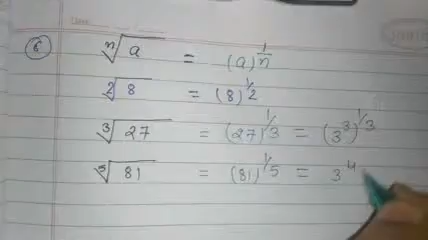 Date
6 ⁿ√a = (a)^1/n
²√8 = (8)^1/2
³√27 = (27)^1/3 = (3³)^1/3
⁵√81 = (81)^1/5 = 3⁴